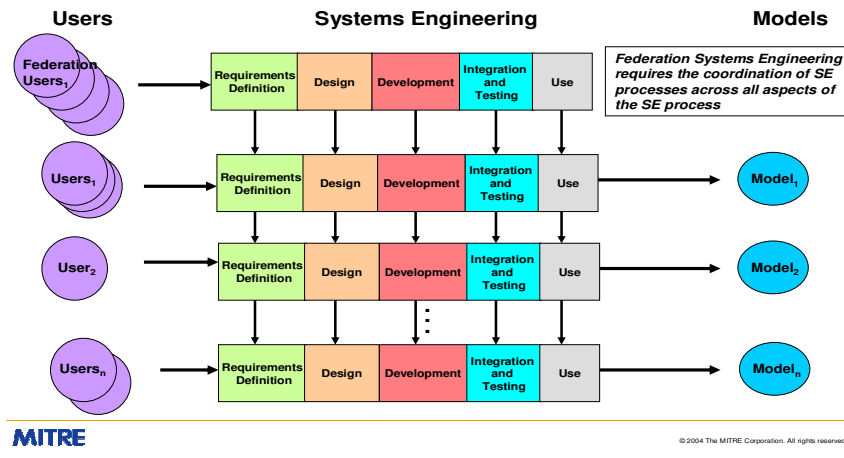 Users
Systems Engineering
Models
Federation
Users1
Requirements
Definition
Design
Development
Integration
and
Testing
Use
Federation Systems Engineering
requires the coordination of SE
processes across all aspects of
the SE process
Users1
Requirements
Definition
Design
Development
Integration
and
Testing
Use
Model1
User2
Requirements
Definition
Design
Development
Integration
and
Testing
Use
Model2
Usersn
Requirements
Definition
Design
Development
Integration
and
Testing
Use
Modeln
MITRE
© 2004 The MITRE Corporation. All rights reserved